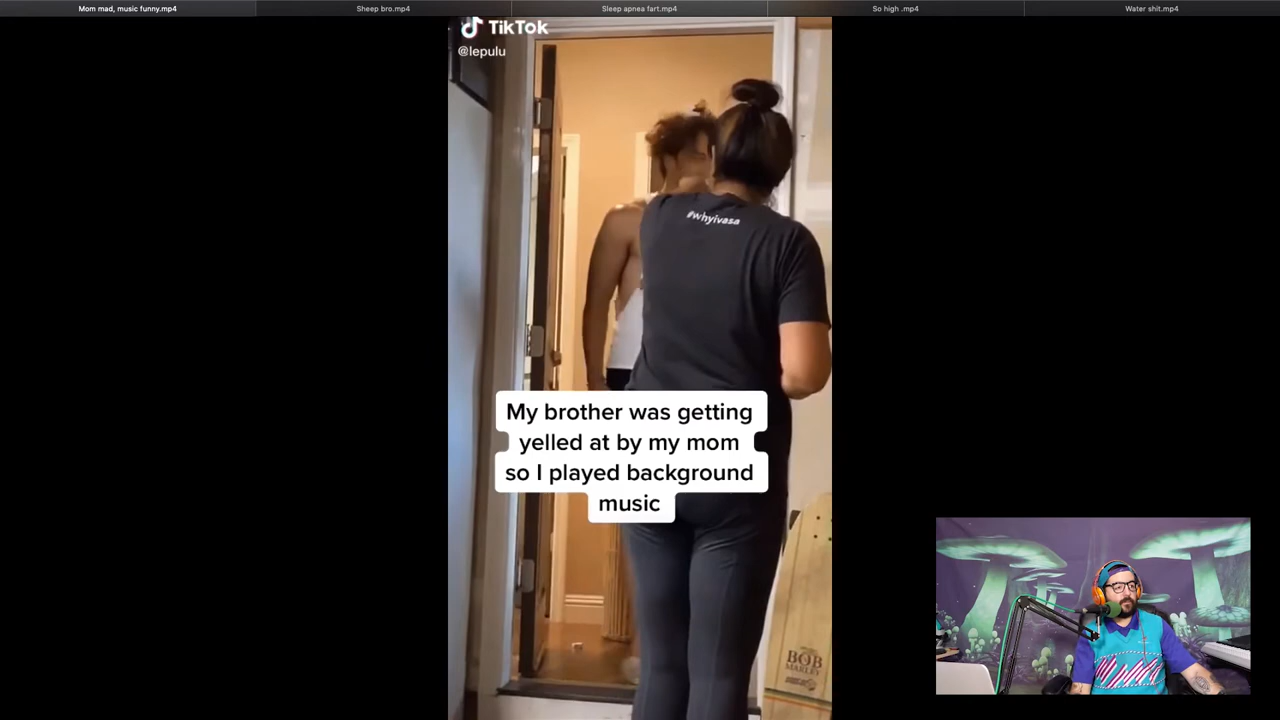 Mom mad, music funny.mp4
Sheep bro.mp4
Sleep apnea fart.mp4
So high .mp4
Water shit.mp4
TikTok
@lepulu
#whyivasa
My brother was getting
yelled at by my mom
so I played background
music
BOB
MARLEY